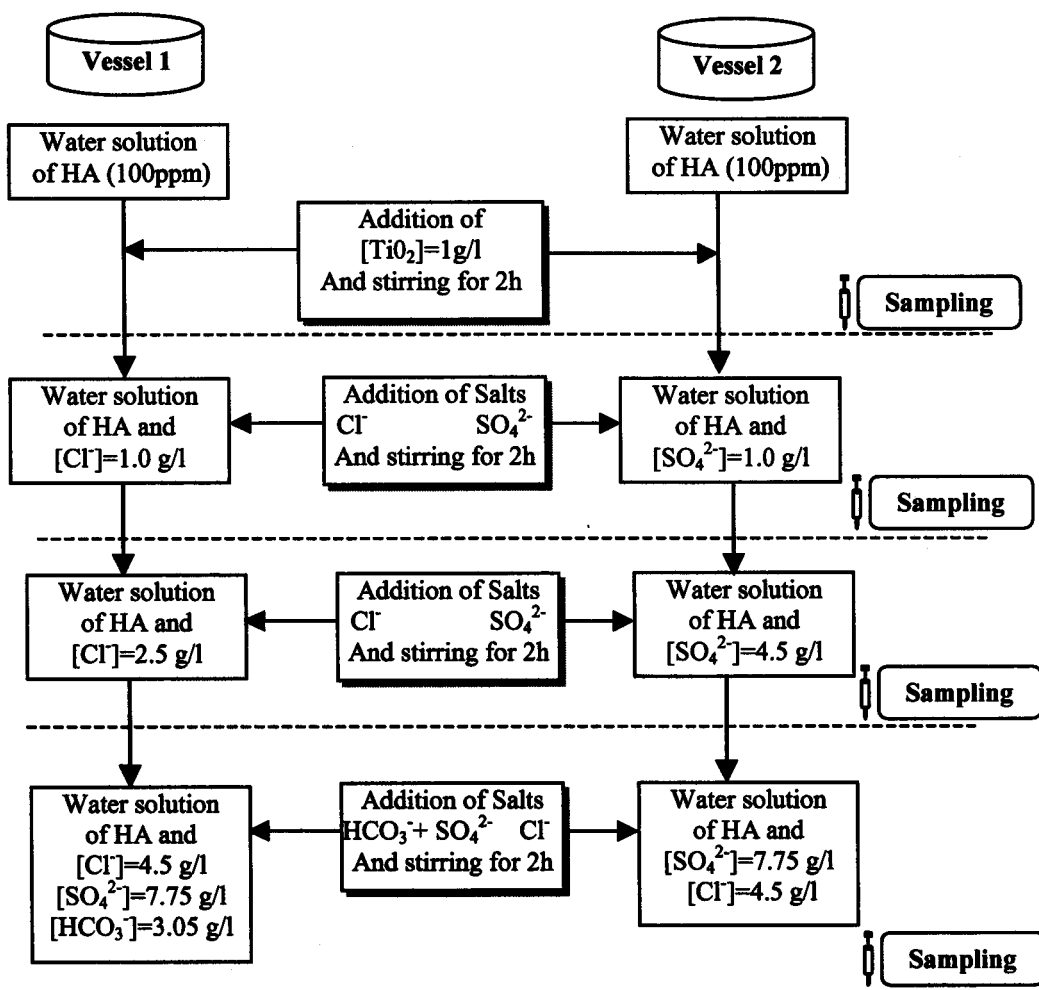 Vessel 1
Vessel 2
Water solution
of HA (100ppm)
Water solution
of HA (100ppm)
Addition of
[Ti0₂]=1g/l
And stirring for 2h
Sampling
Water solution
of HA and
[Cl⁻]=1.0 g/l
Addition of Salts
Cl⁻ SO₄²⁻
And stirring for 2h
Water solution
of HA and
[SO₄²⁻]=1.0 g/l
Sampling
Water solution
of HA and
[Cl⁻]=2.5 g/l
Addition of Salts
Cl⁻ SO₄²⁻
And stirring for 2h
Water solution
of HA and
[SO₄²⁻]=4.5 g/l
Sampling
Water solution
of HA and
[Cl⁻]=4.5 g/l
[SO₄²⁻]=7.75 g/l
[HCO₃⁻]=3.05 g/l
Addition of Salts
HCO₃⁻+ SO₄²⁻ Cl⁻
And stirring for 2h
Water solution
of HA and
[SO₄²⁻]=7.75 g/l
[Cl⁻]=4.5 g/l
Sampling